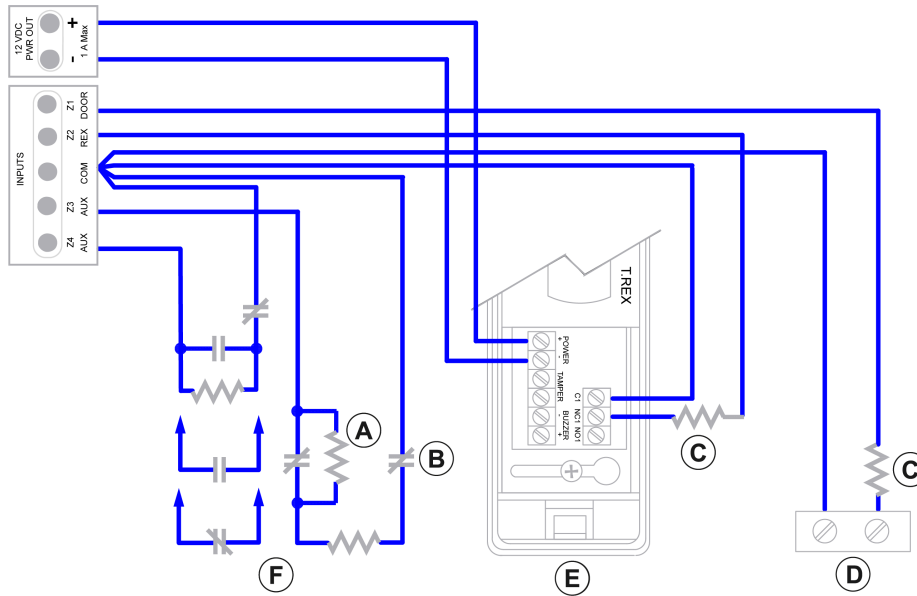 12 VDC
PWR OUT
+
-
1 A Max
INPUTS
Z1
DOOR
Z2
REX
COM
Z3
AUX
Z4
AUX
T.REX
+
-
POWER
TAMPER
-
+
BUZZER
C1
NC1
NO1
A
B
C
C
D
E
F